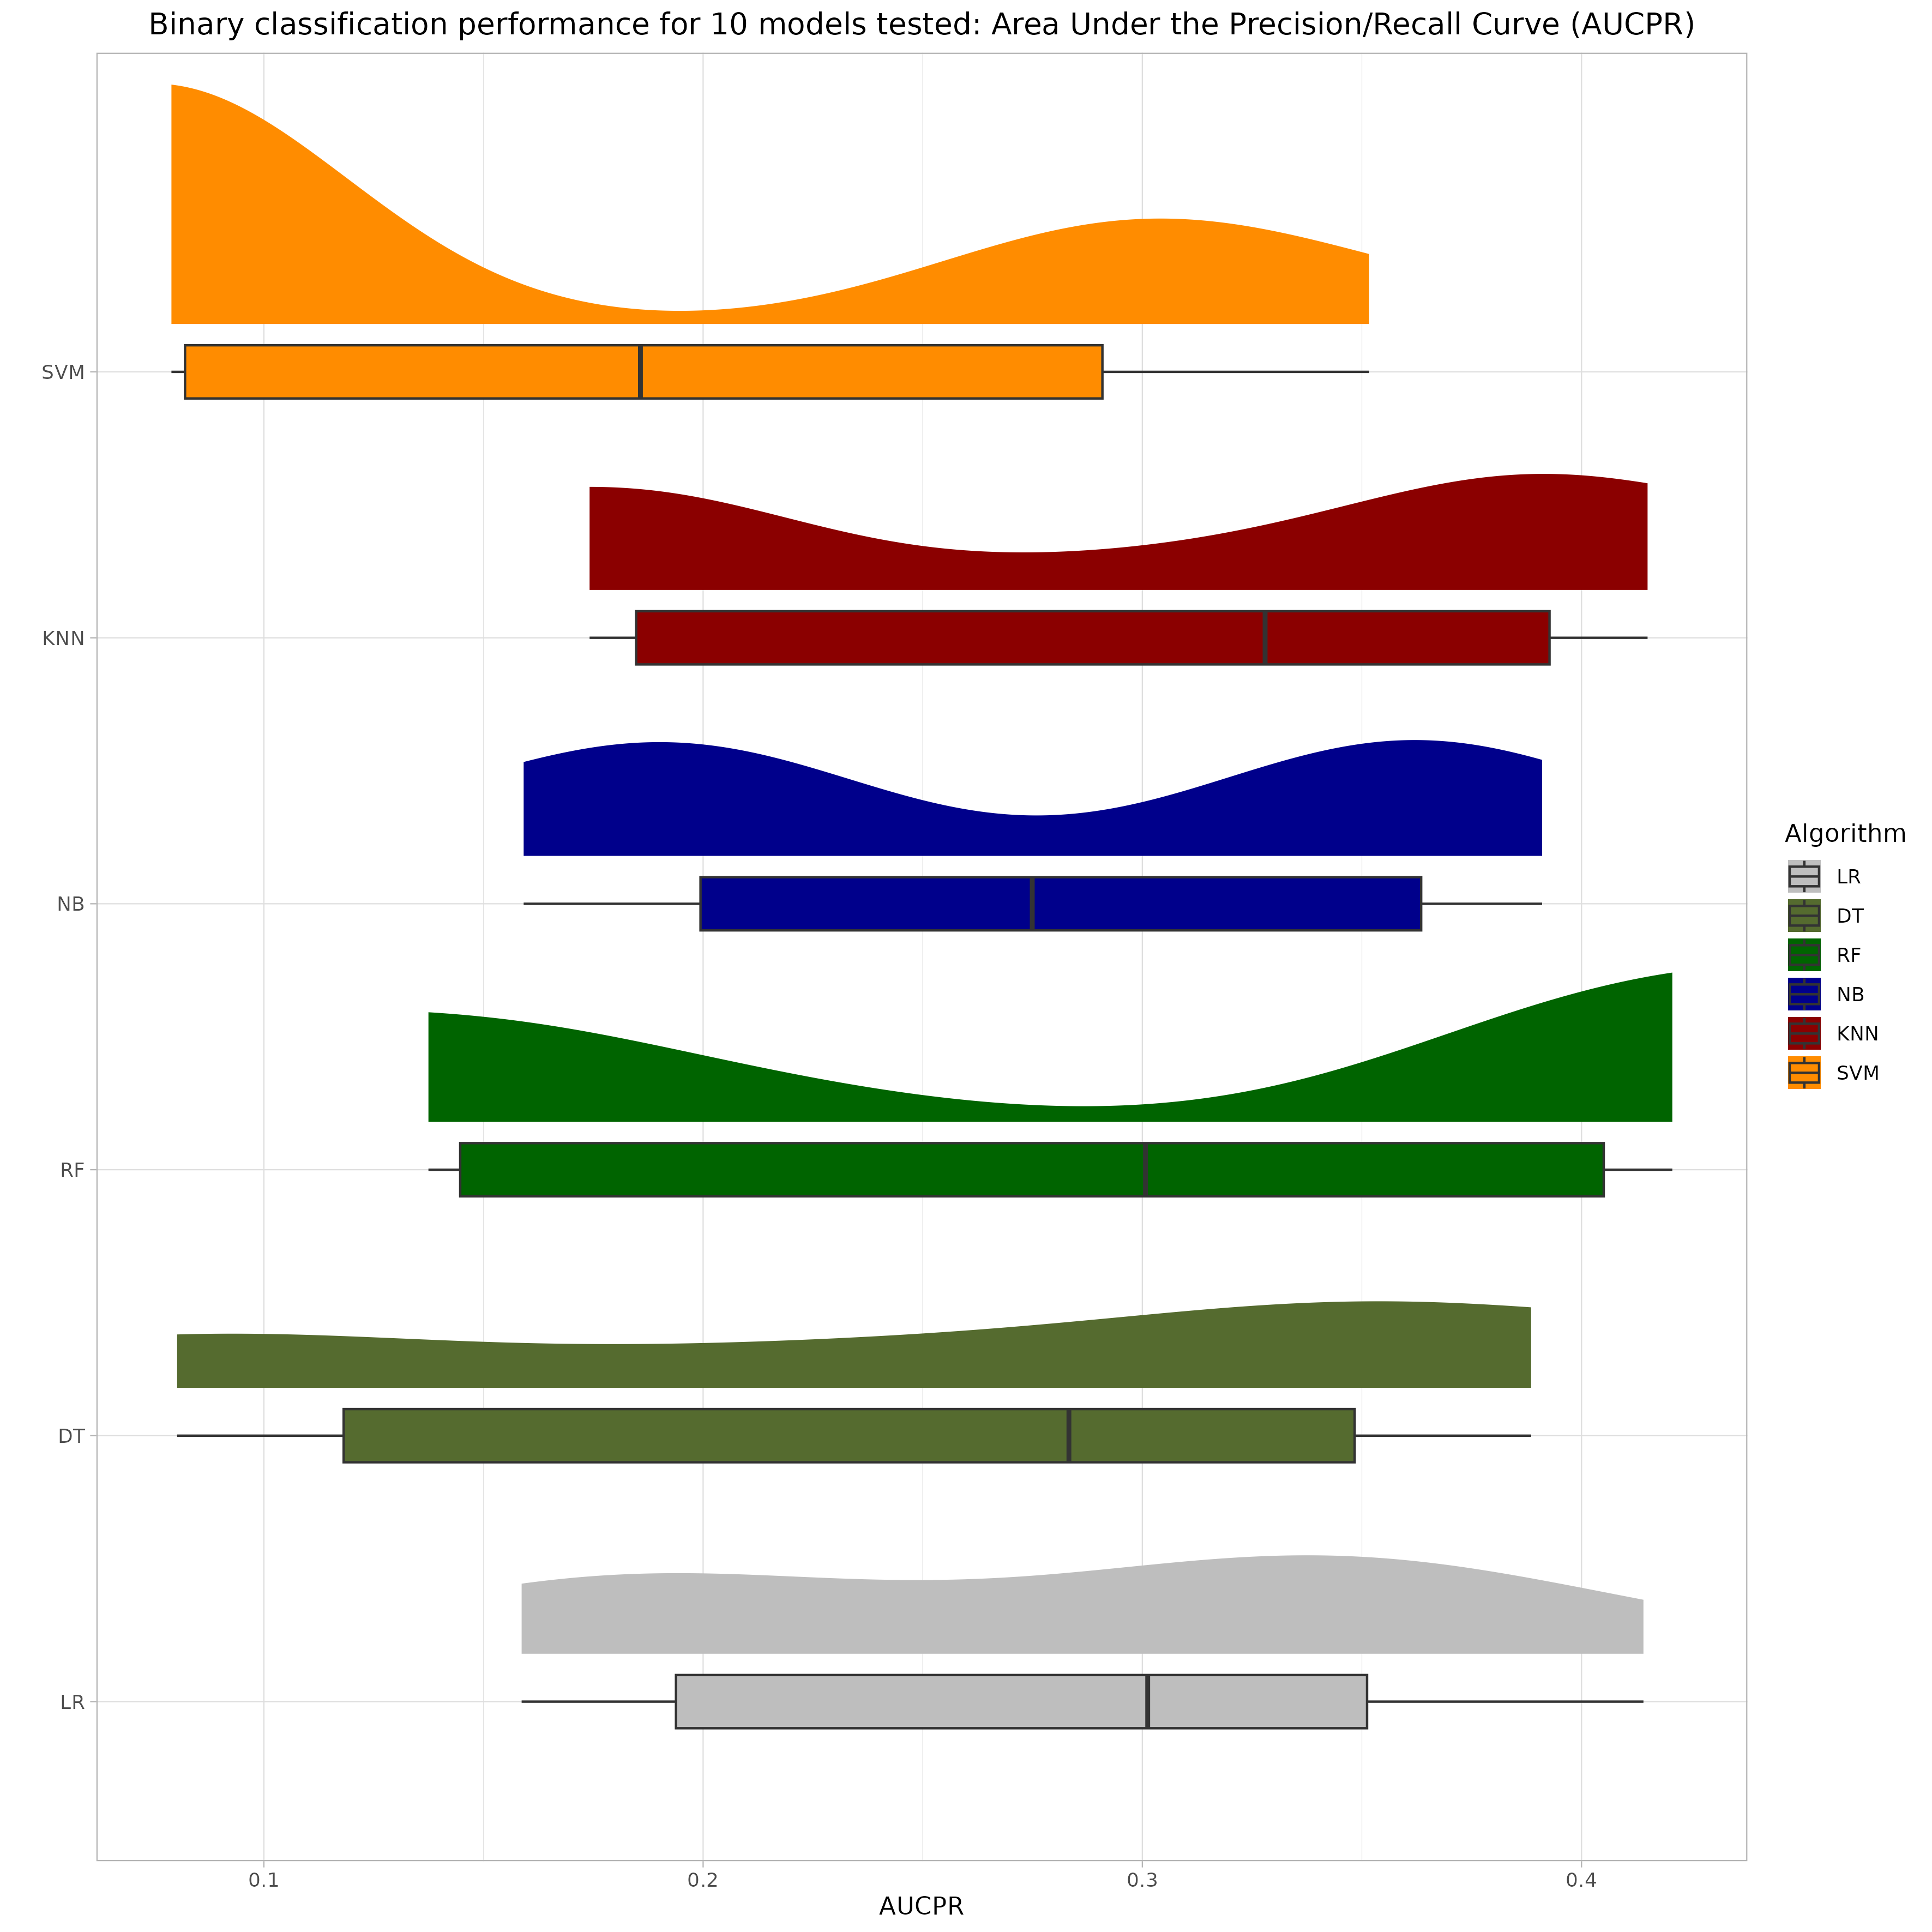 Binary classification performance for 10 models tested: Area Under the Precision/Recall Curve (AUCPR)
SVM
KNN
NB
RF
DT
LR
0.1 0.2 0.3 0.4
AUCPR
Algorithm
LR
DT
RF
NB
KNN
SVM